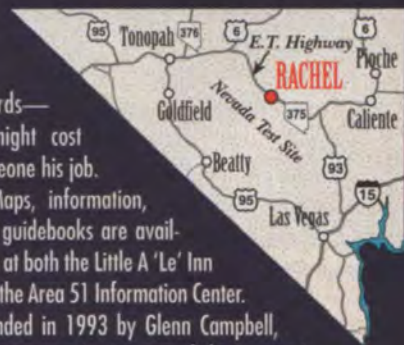 rds—
night cost
eone his job.
Maps, information,
guidebooks are avail-
at both the Little A 'Le' Inn
the Area 51 Information Center.
nded in 1993 by Glenn Campbell,
95
Tonopah
376
6
6
E.T. Highway
Pioche
RACHEL
Goldfield
Nevada Test Site
375
Caliente
Beatty
93
95
15
Las Vegas